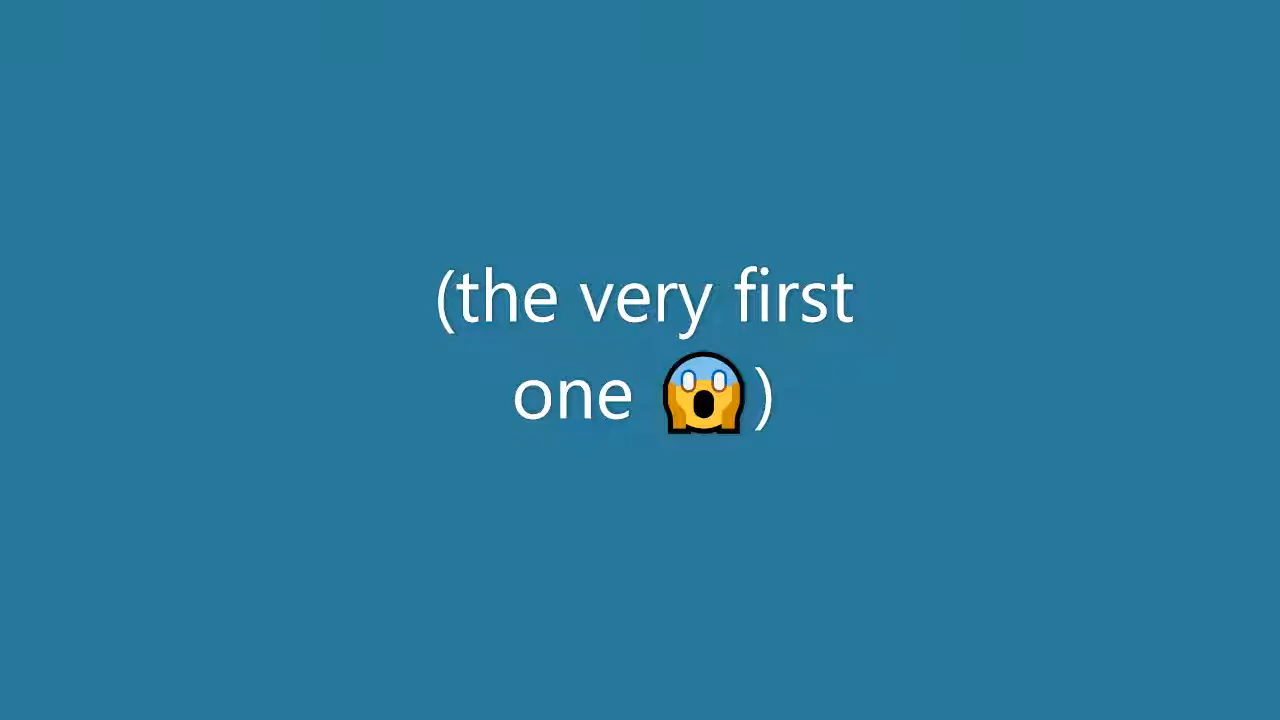 (the very first
one 😱)